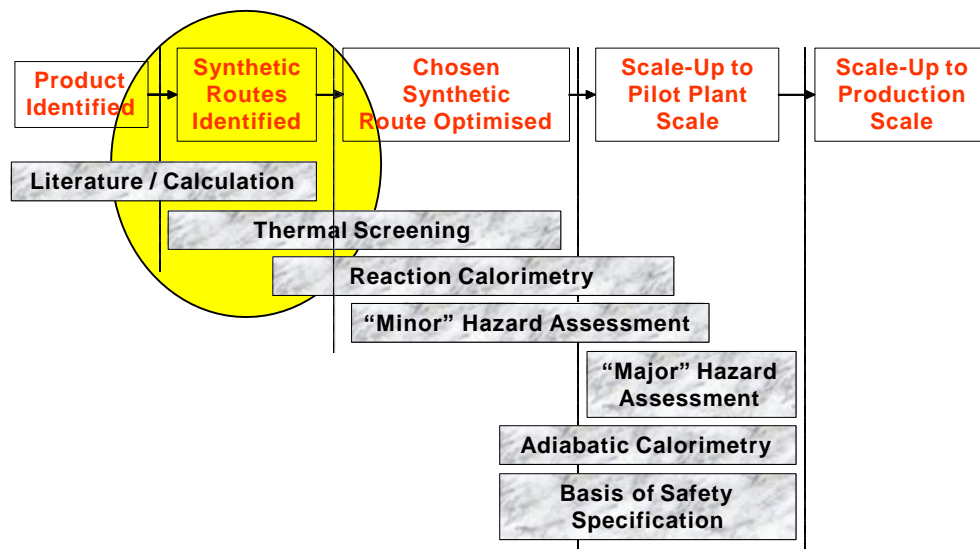 Product
Identified
Synthetic
Routes
Identified
Chosen
Synthetic
Route Optimised
Scale-Up to
Pilot Plant
Scale
Scale-Up to
Production
Scale
Literature / Calculation
Thermal Screening
Reaction Calorimetry
“Minor” Hazard Assessment
“Major” Hazard
Assessment
Adiabatic Calorimetry
Basis of Safety
Specification